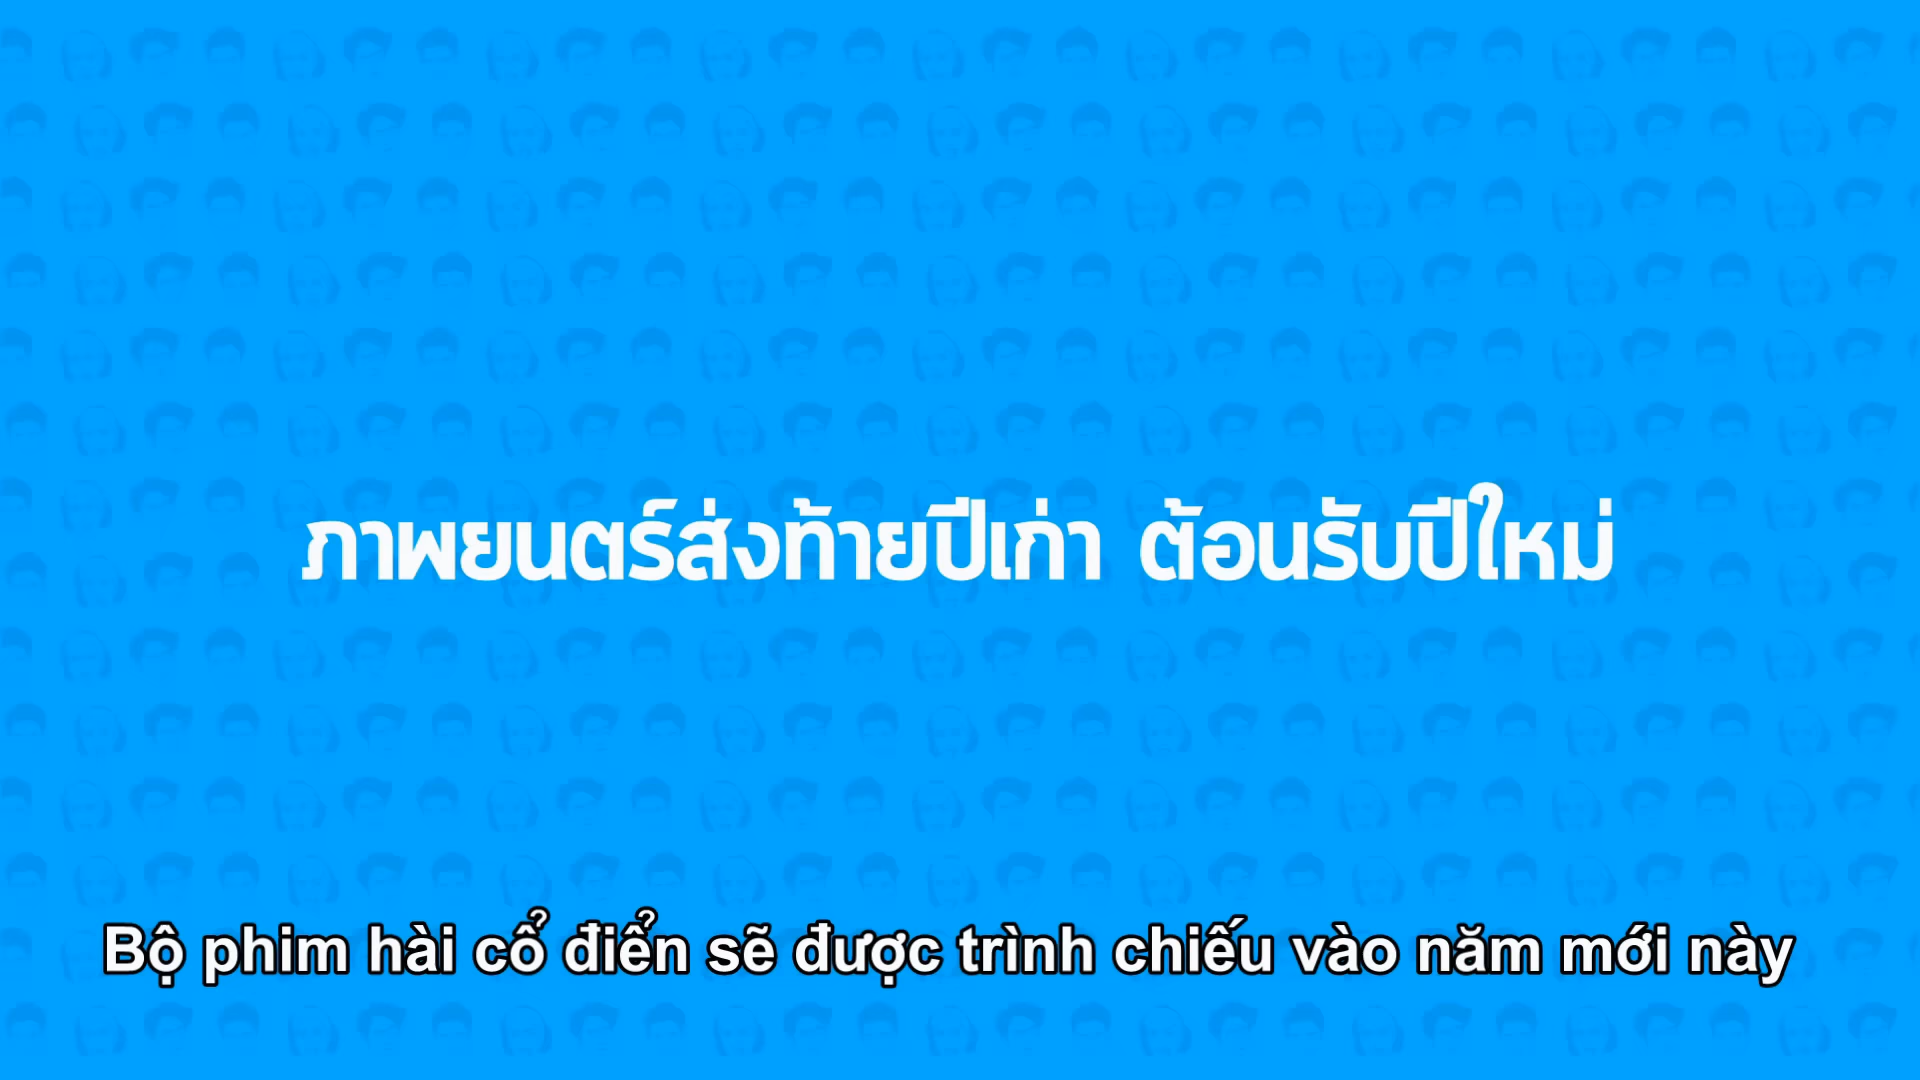 ภาพยนตร์ส่งท้ายปีเก่า ต้อนรับปีใหม่
Bộ phim hài cổ điển sẽ được trình chiếu vào năm mới này